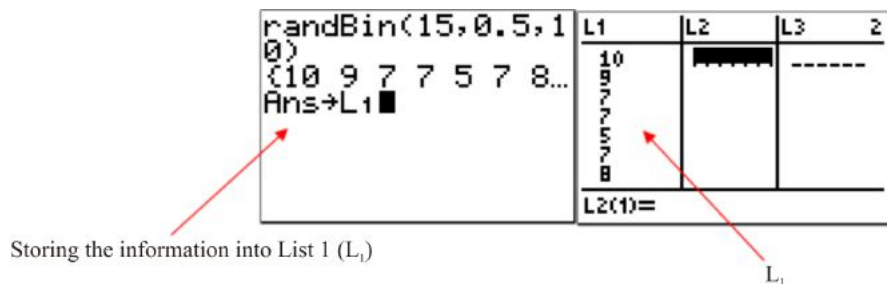 randBin(15,0.5,1
0)
{10 9 7 7 5 7 8…
Ans→L₁
L1 L2 L3 2
10
9
7
7
5
7
8
L2(1)=
Storing the information into List 1 (L₁)
L₁